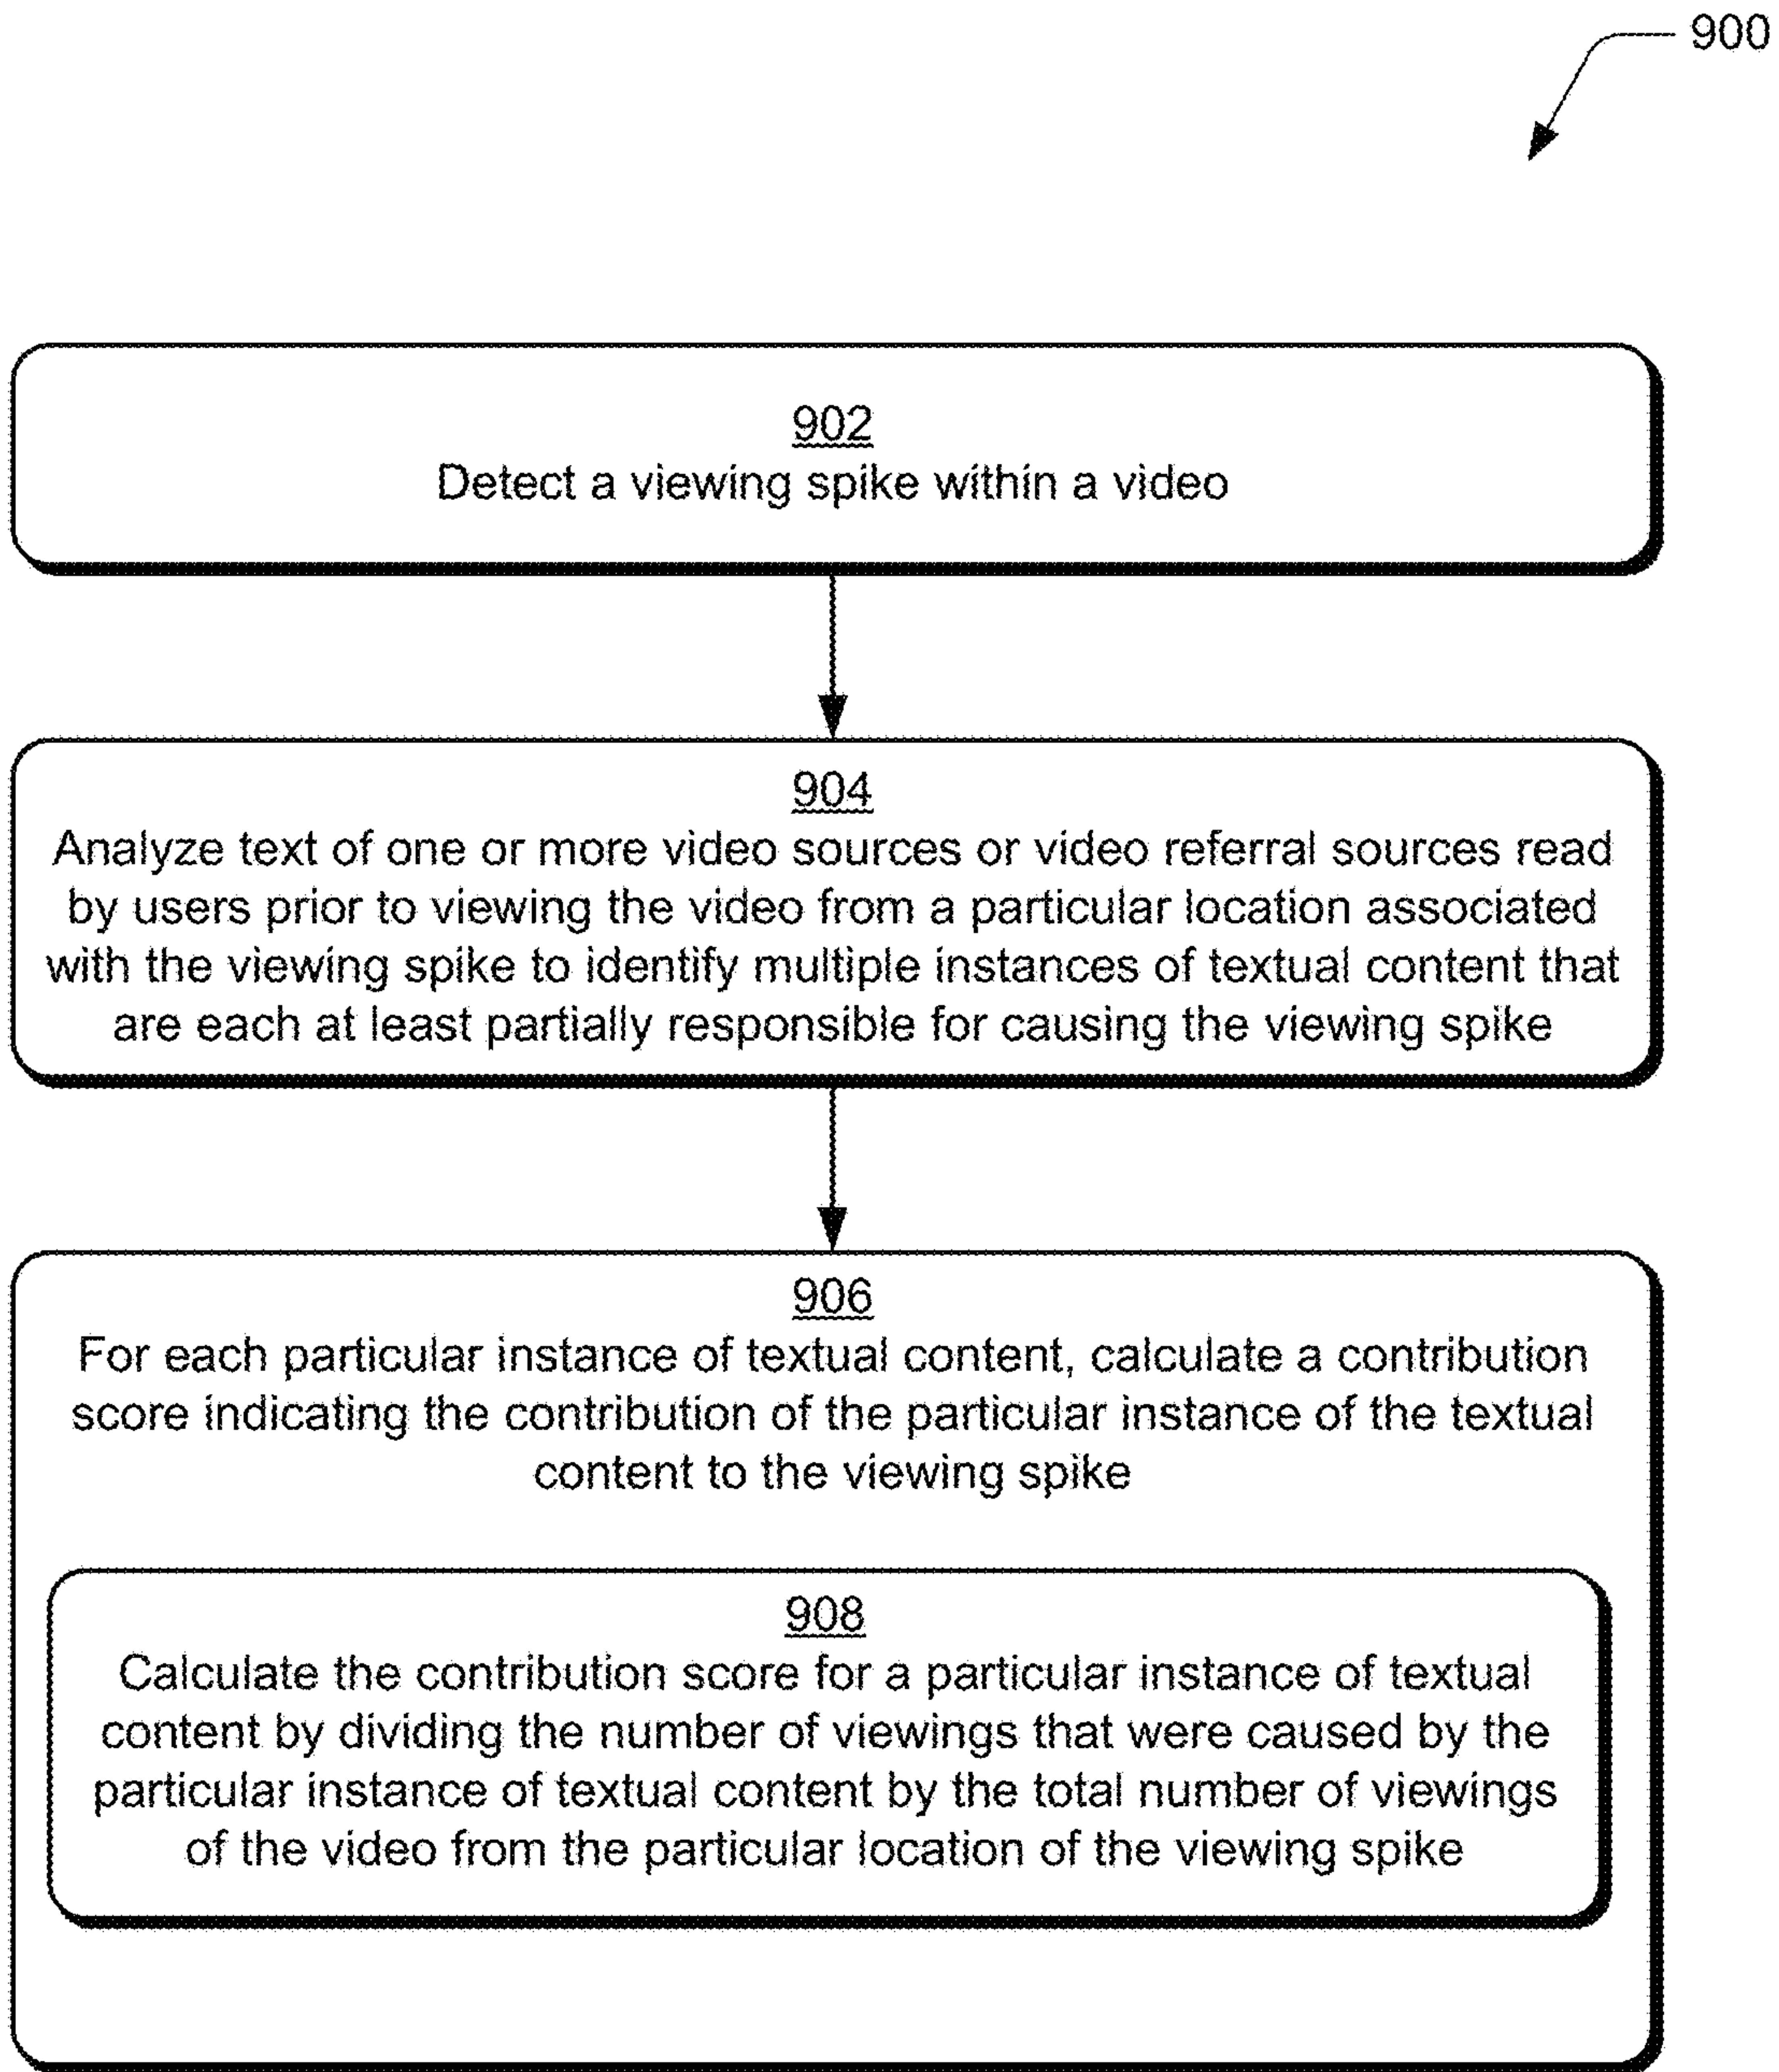 900
902
Detect a viewing spike within a video
904
Analyze text of one or more video sources or video referral sources read
by users prior to viewing the video from a particular location associated
with the viewing spike to identify multiple instances of textual content that
are each at least partially responsible for causing the viewing spike
906
For each particular instance of textual content, calculate a contribution
score indicating the contribution of the particular instance of the textual
content to the viewing spike
908
Calculate the contribution score for a particular instance of textual
content by dividing the number of viewings that were caused by the
particular instance of textual content by the total number of viewings
of the video from the particular location of the viewing spike